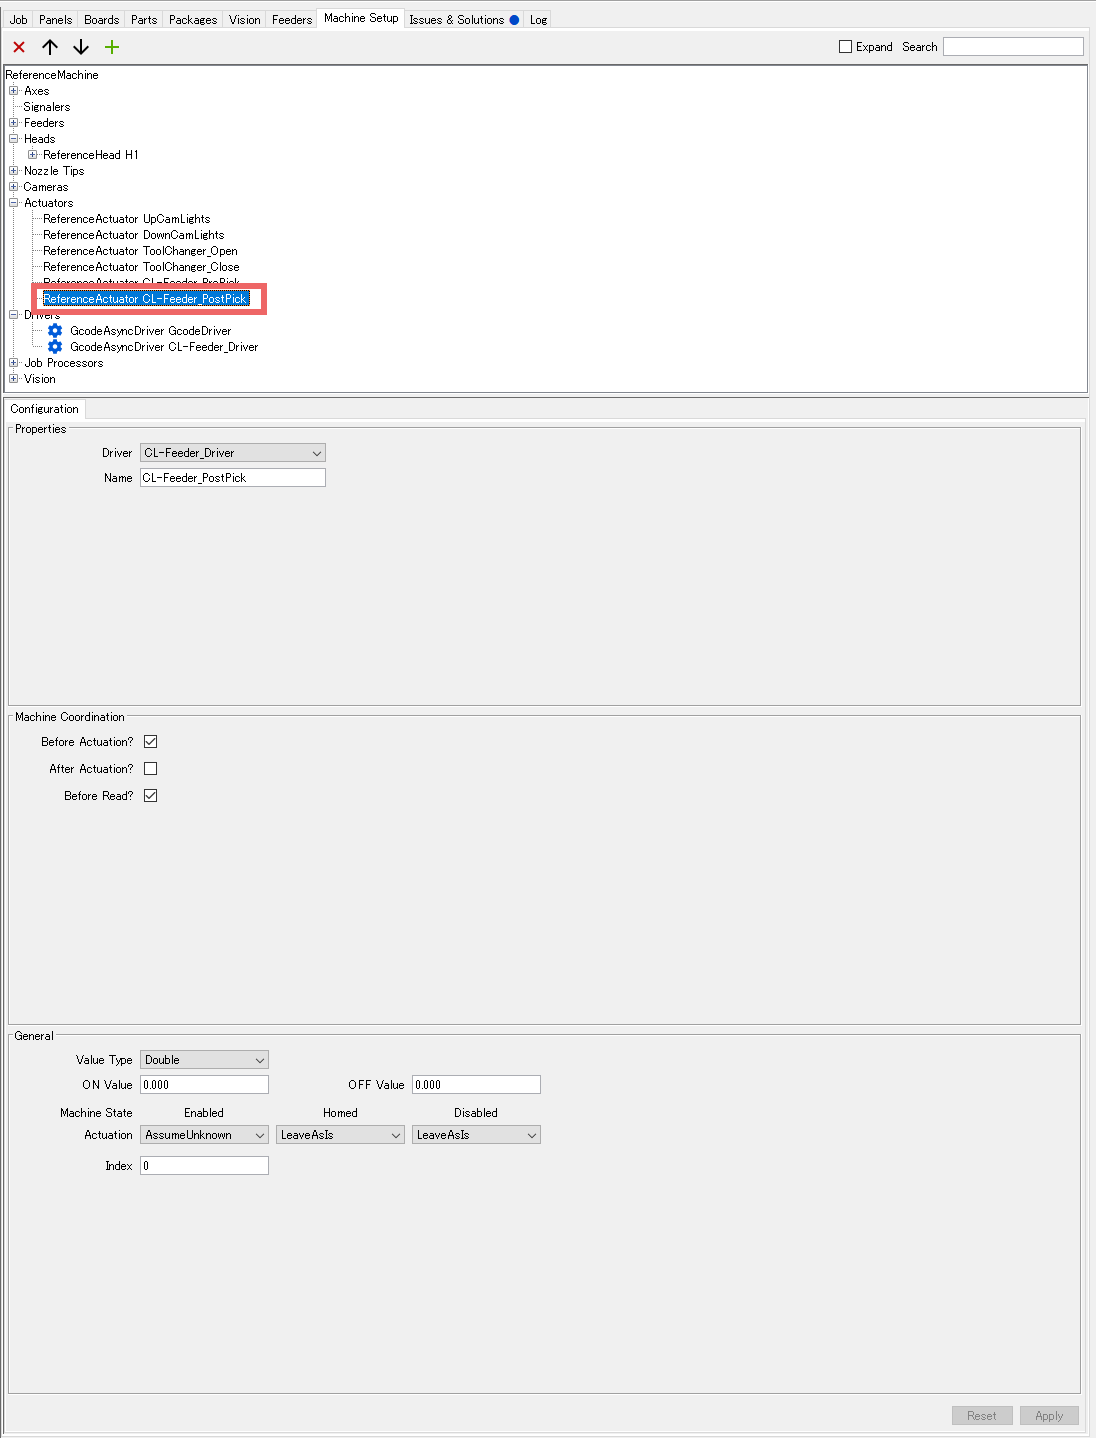 Job Panels Boards Parts Packages Vision Feeders Machine Setup Issues & Solutions Log
Expand Search
ReferenceMachine
Axes
Signalers
Feeders
Heads
ReferenceHead H1
Nozzle Tips
Cameras
Actuators
ReferenceActuator UpCamLights
ReferenceActuator DownCamLights
ReferenceActuator ToolChanger_Open
ReferenceActuator ToolChanger_Close
ReferenceActuator CL-Feeder_PrePick
ReferenceActuator CL-Feeder_PostPick
Drivers
GcodeAsyncDriver GcodeDriver
GcodeAsyncDriver CL-Feeder_Driver
Job Processors
Vision
Configuration
Properties
Driver CL-Feeder_Driver
Name CL-Feeder_PostPick
Machine Coordination
Before Actuation?
After Actuation?
Before Read?
General
Value Type Double
ON Value 0.000 OFF Value 0.000
Machine State Enabled Homed Disabled
Actuation AssumeUnknown LeaveAsIs LeaveAsIs
Index 0
Reset Apply